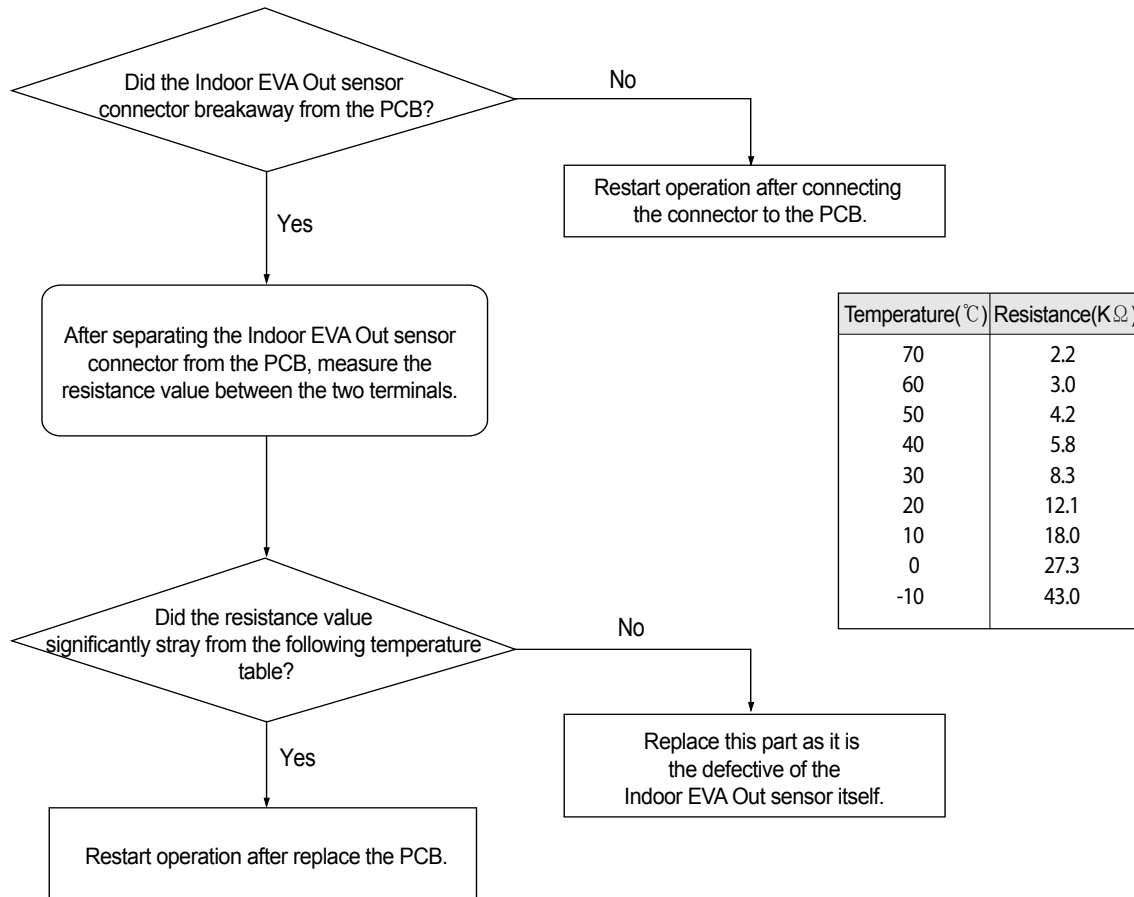 Did the Indoor EVA Out sensor
connector breakaway from the PCB?
No
Restart operation after connecting
the connector to the PCB.
Yes
After separating the Indoor EVA Out sensor
connector from the PCB, measure the
resistance value between the two terminals.
Temperature(℃) Resistance(KΩ)
70 2.2
60 3.0
50 4.2
40 5.8
30 8.3
20 12.1
10 18.0
0 27.3
-10 43.0
Did the resistance value
significantly stray from the following temperature
table?
No
Replace this part as it is
the defective of the
Indoor EVA Out sensor itself.
Yes
Restart operation after replace the PCB.